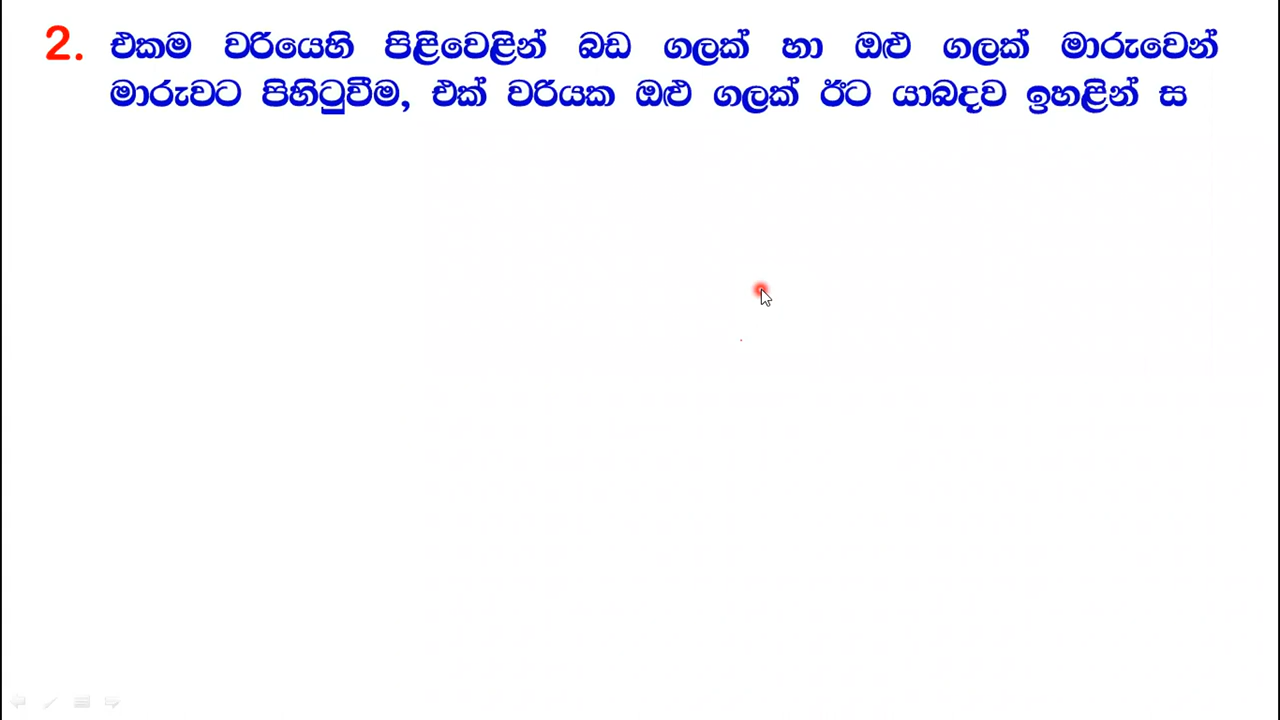 2. එකම වරියෙහි පිළිවෙළින් බඩ ගලක් හා ඔළු ගලක් මාරුවෙන්
මාරුවට පිහිටුවීම, එක් වරියක ඔළු ගලක් ඊට යාබදව ඉහළින් ස